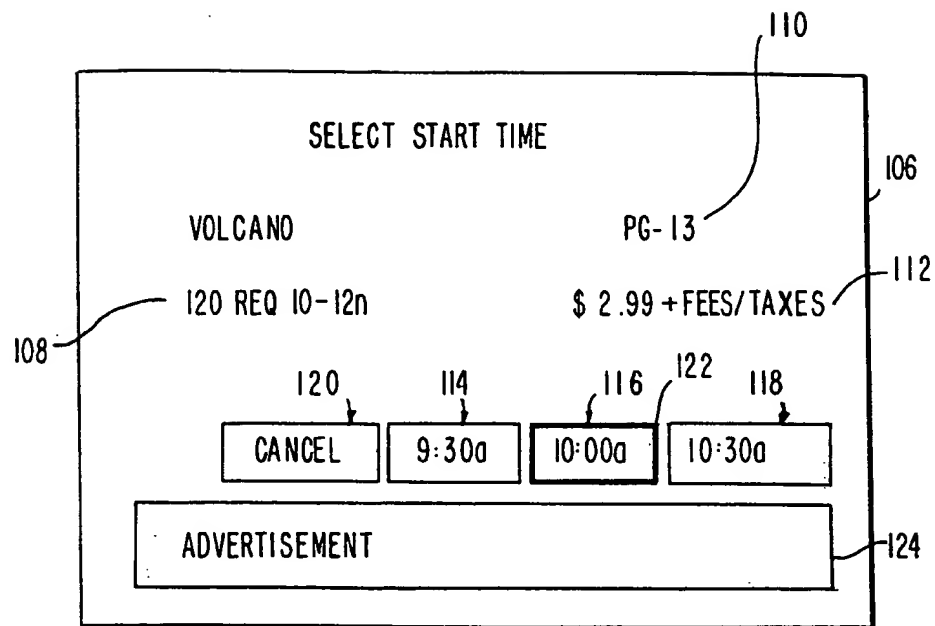 110
SELECT START TIME
106
VOLCANO PG-13
112
120 REQ 10-12n $ 2.99 +FEES/TAXES
108
120 114 116 122 118
CANCEL 9:30a 10:00a 10:30a
ADVERTISEMENT
124